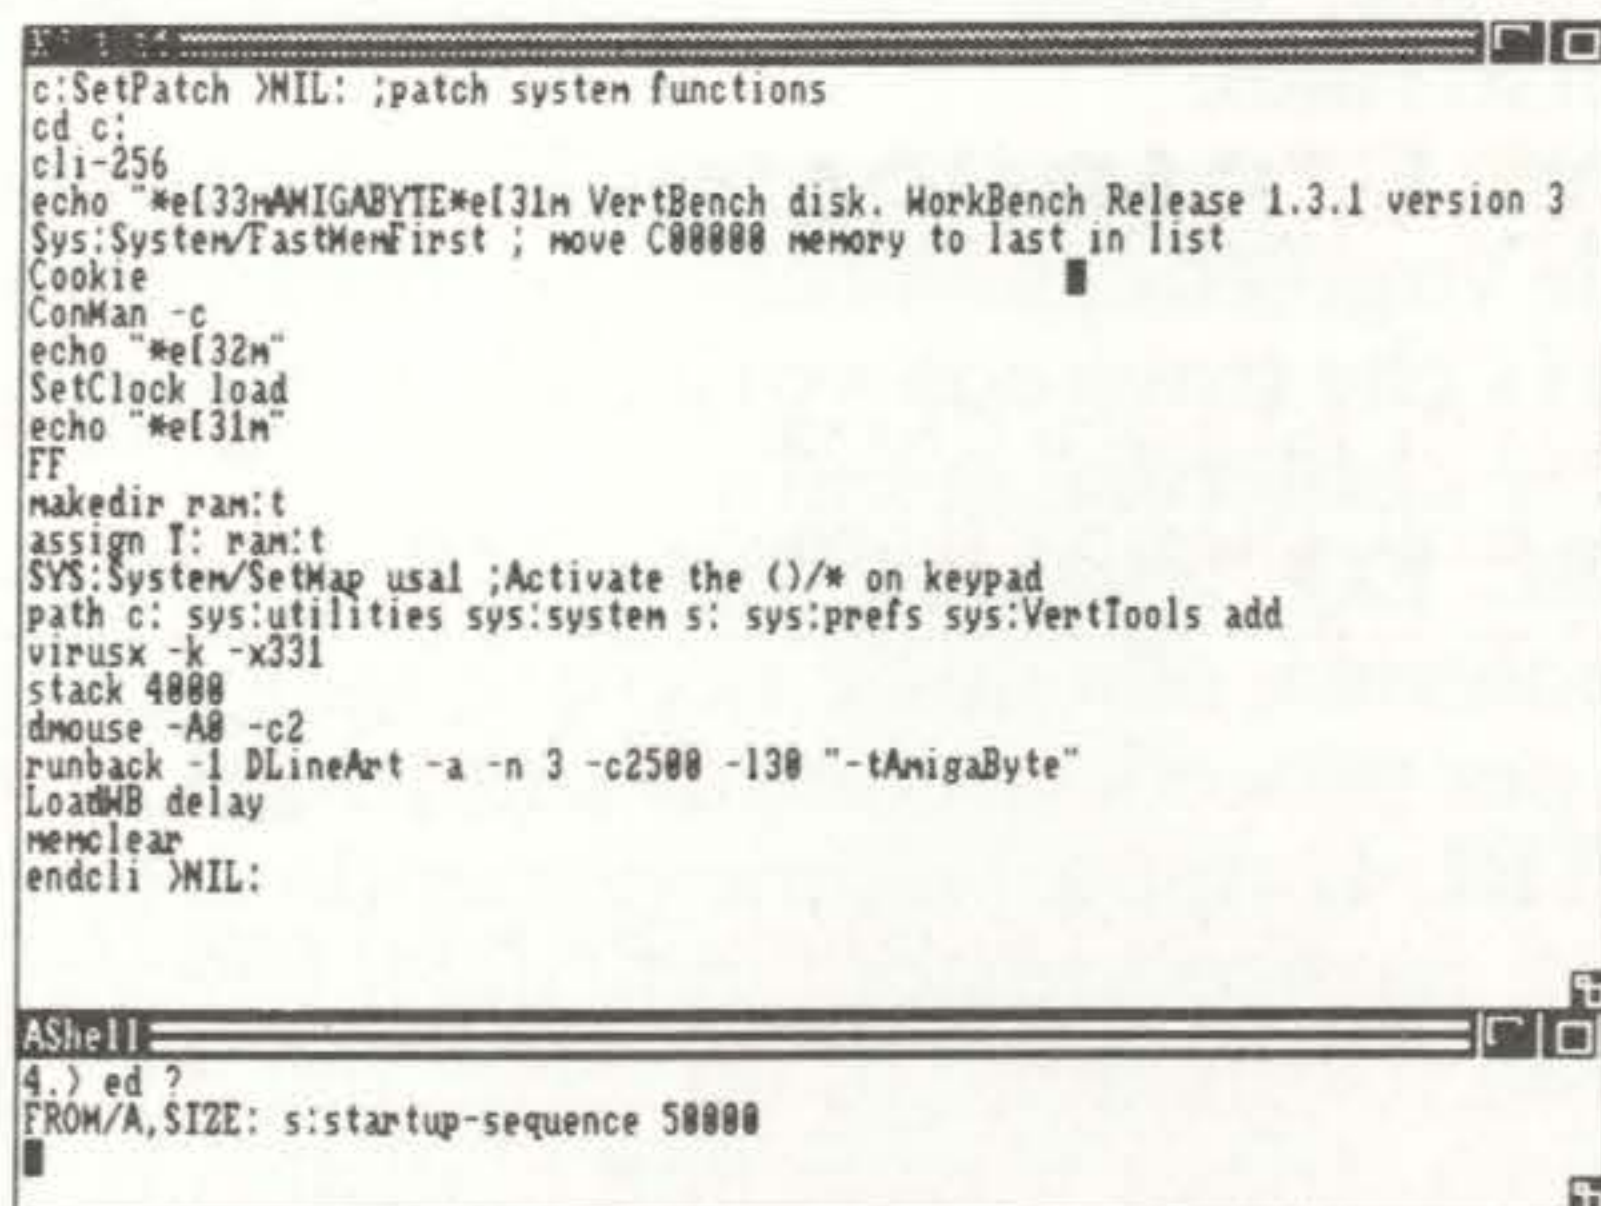 c:SetPatch >NIL: ;patch system functions
cd c:
cli-256
echo "*e[33mAMIGABYTE*e[31m VertBench disk. WorkBench Release 1.3.1 version 3
Sys:System/FastMemFirst ; move C00000 memory to last in list
Cookie
ConMan -c
echo "*e[32m"
SetClock load
echo "*e[31m"
FF
makedir ram:t
assign T: ram:t
SYS:System/SetMap usa1 ;Activate the ()/* on keypad
path c: sys:utilities sys:system s: sys:prefs sys:VertTools add
virusx -k -x331
stack 4000
dmouse -A0 -c2
runback -1 DLineArt -a -n 3 -c2500 -l30 "-tAmigaByte"
LoadWB delay
memclear
endcli >NIL:
AShell
4.> ed ?
FROM/A,SIZE: s:startup-sequence 50000